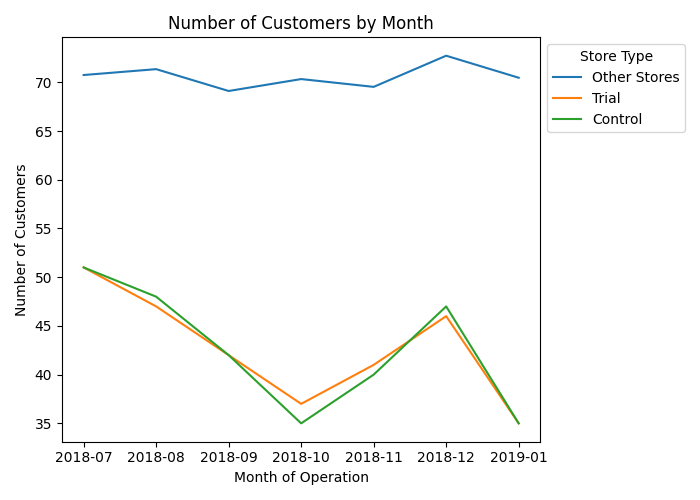 Number of Customers by Month
Store Type
Other Stores
Trial
Control
Number of Customers
70
65
60
55
50
45
40
35
2018-07 2018-08 2018-09 2018-10 2018-11 2018-12 2019-01
Month of Operation